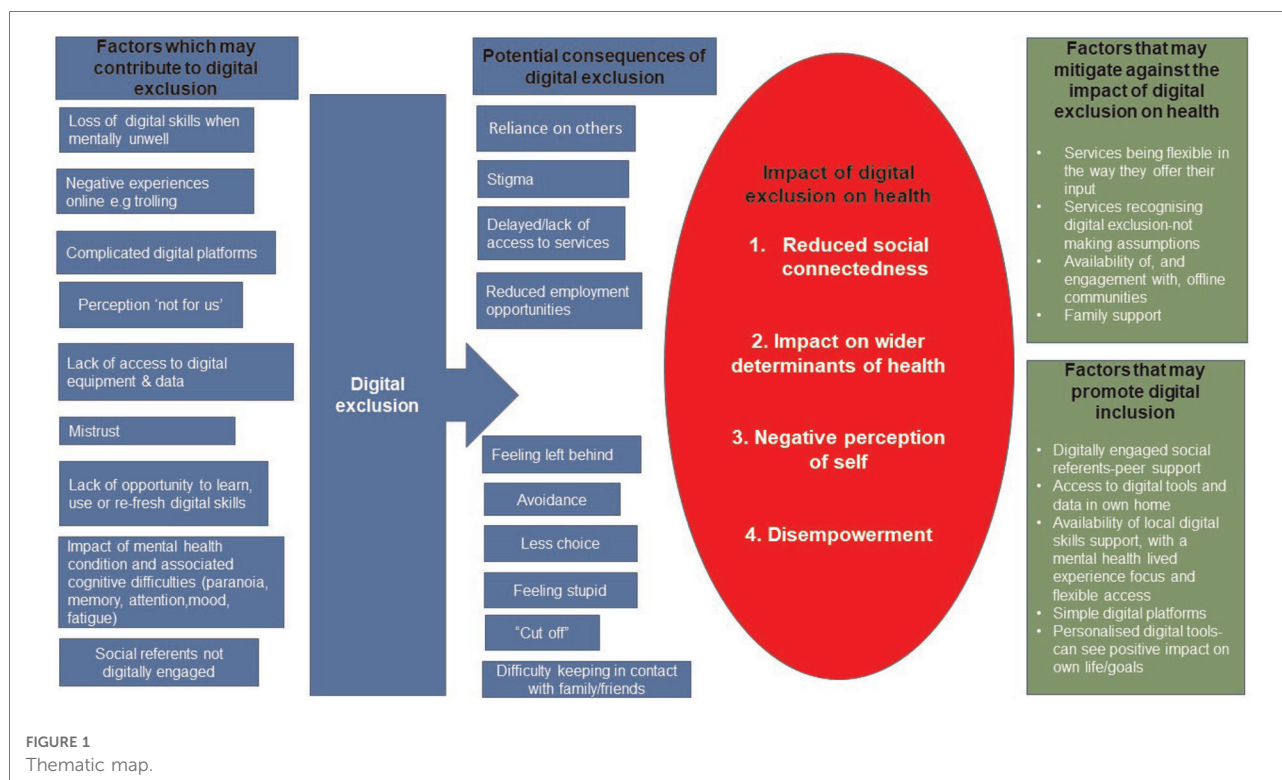 Factors which may
contribute to digital
exclusion
Loss of digital skills when
mentally unwell
Negative experiences
online e.g trolling
Complicated digital platforms
Perception ‘not for us’
Lack of access to digital
equipment & data
Mistrust
Lack of opportunity to learn,
use or re-fresh digital skills
Impact of mental health
condition and associated
cognitive difficulties (paranoia,
memory, attention,mood,
fatigue)
Social referents not
digitally engaged
Digital
exclusion
Potential consequences of
digital exclusion
Reliance on others
Stigma
Delayed/lack of
access to services
Reduced employment
opportunities
Feeling left behind
Avoidance
Less choice
Feeling stupid
"Cut off"
Difficulty keeping in contact
with family/friends
Impact of digital
exclusion on health
1. Reduced social
connectedness
2. Impact on wider
determinants of health
3. Negative perception
of self
4. Disempowerment
Factors that may
mitigate against the
impact of digital
exclusion on health
• Services being flexible in
the way they offer their
input
• Services recognising
digital exclusion-not
making assumptions
• Availability of, and
engagement with, offline
communities
• Family support
Factors that may
promote digital
inclusion
• Digitally engaged social
referents-peer support
• Access to digital tools and
data in own home
• Availability of local digital
skills support, with a
mental health lived
experience focus and
flexible access
• Simple digital platforms
• Personalised digital tools-
can see positive impact on
own life/goals
FIGURE 1
Thematic map.